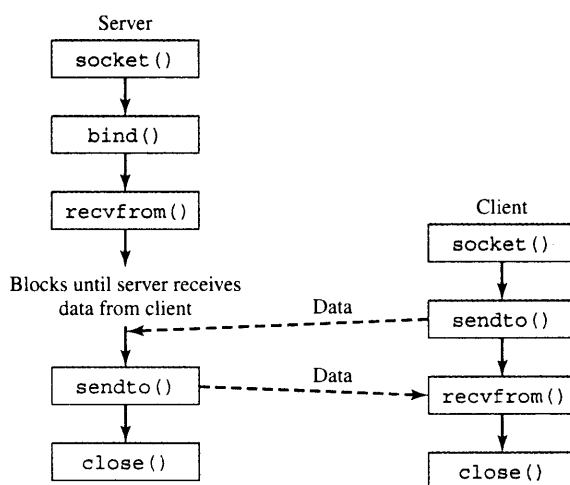 Server
socket()
bind()
recvfrom()
Client
socket()
Blocks until server receives
data from client
Data
sendto()
sendto()
Data
recvfrom()
close()
close()